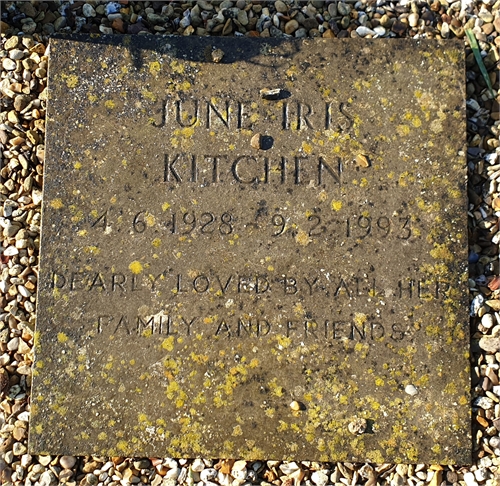 JUNE IRIS
KITCHEN
4.6.1928 - 9.2.1993
DEARLY LOVED BY ALL HER
FAMILY AND FRIENDS